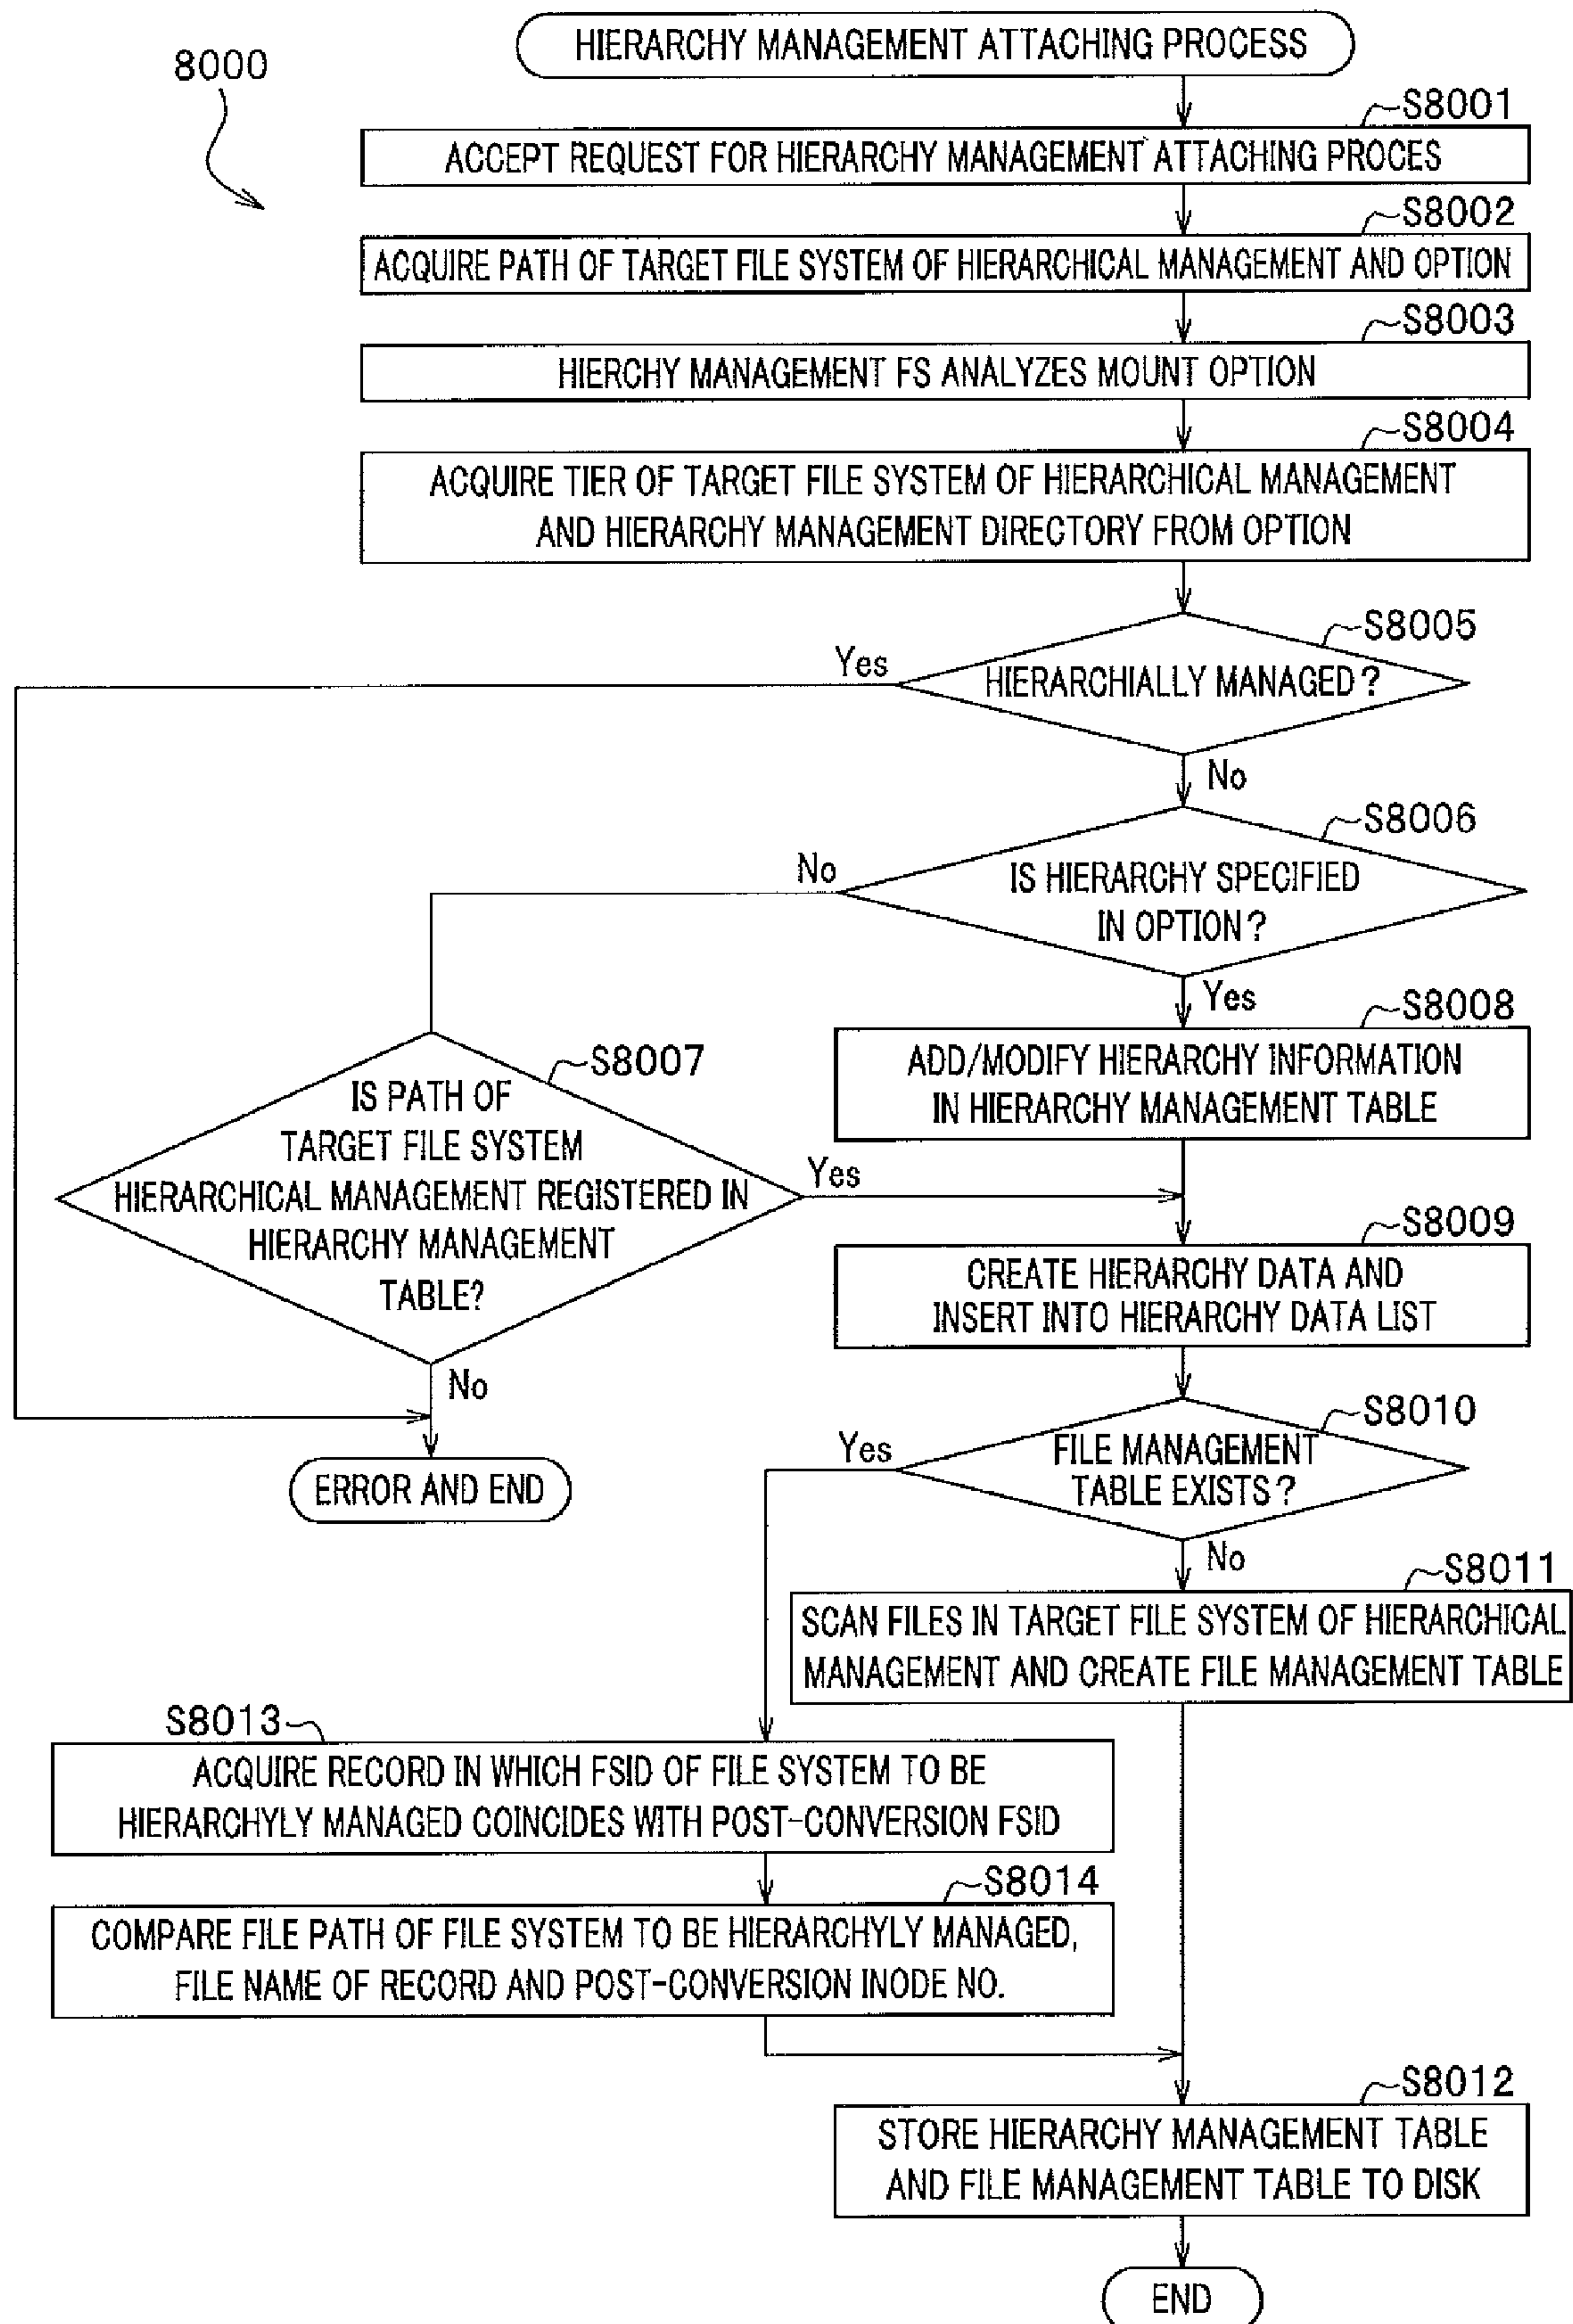 HIERARCHY MANAGEMENT ATTACHING PROCESS
8000
S8001
ACCEPT REQUEST FOR HIERARCHY MANAGEMENT ATTACHING PROCES
S8002
ACQUIRE PATH OF TARGET FILE SYSTEM OF HIERARCHICAL MANAGEMENT AND OPTION
S8003
HIERCHY MANAGEMENT FS ANALYZES MOUNT OPTION
S8004
ACQUIRE TIER OF TARGET FILE SYSTEM OF HIERARCHICAL MANAGEMENT
AND HIERARCHY MANAGEMENT DIRECTORY FROM OPTION
S8005
Yes
HIERARCHIALLY MANAGED?
No
S8006
No
IS HIERARCHY SPECIFIED
IN OPTION?
Yes
S8008
ADD/MODIFY HIERARCHY INFORMATION
IN HIERARCHY MANAGEMENT TABLE
S8007
IS PATH OF
TARGET FILE SYSTEM
HIERARCHICAL MANAGEMENT REGISTERED IN
HIERARCHY MANAGEMENT
TABLE?
Yes
No
S8009
CREATE HIERARCHY DATA AND
INSERT INTO HIERARCHY DATA LIST
ERROR AND END
S8010
Yes
FILE MANAGEMENT
TABLE EXISTS?
No
S8011
SCAN FILES IN TARGET FILE SYSTEM OF HIERARCHICAL
MANAGEMENT AND CREATE FILE MANAGEMENT TABLE
S8013
ACQUIRE RECORD IN WHICH FSID OF FILE SYSTEM TO BE
HIERARCHYLY MANAGED COINCIDES WITH POST-CONVERSION FSID
S8014
COMPARE FILE PATH OF FILE SYSTEM TO BE HIERARCHYLY MANAGED,
FILE NAME OF RECORD AND POST-CONVERSION INODE NO.
S8012
STORE HIERARCHY MANAGEMENT TABLE
AND FILE MANAGEMENT TABLE TO DISK
END